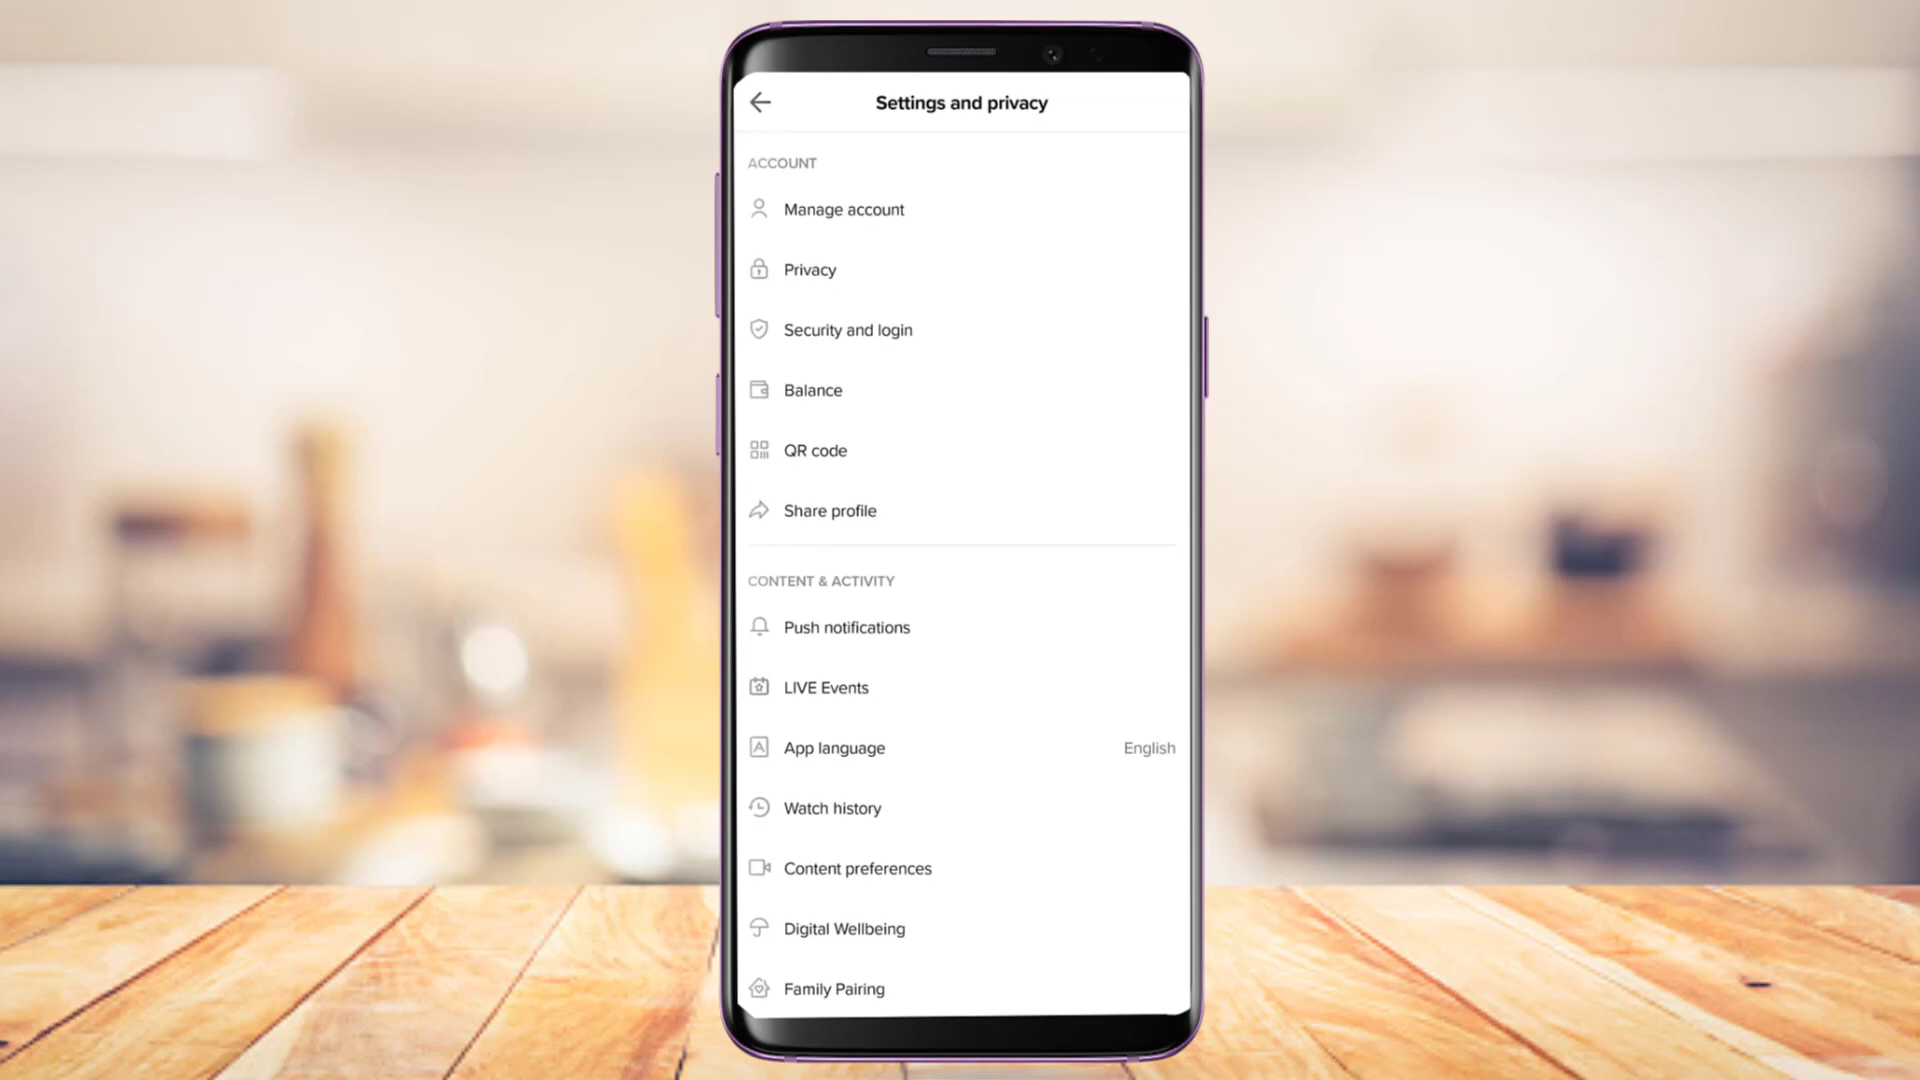 Settings and privacy
ACCOUNT
Manage account
Privacy
Security and login
Balance
QR code
Share profile
CONTENT & ACTIVITY
Push notifications
LIVE Events
App language English
Watch history
Content preferences
Digital Wellbeing
Family Pairing